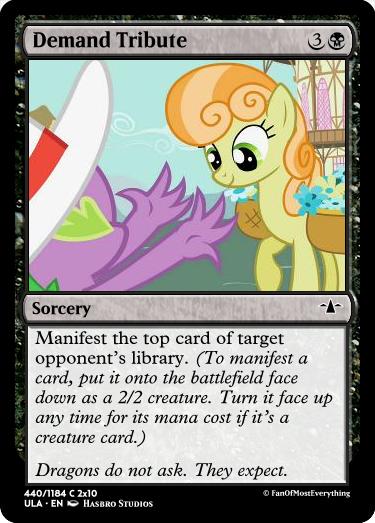 Demand Tribute 3
Sorcery
Manifest the top card of target
opponent's library. (To manifest a
card, put it onto the battlefield face
down as a 2/2 creature. Turn it face up
any time for its mana cost if it's a
creature card.)
Dragons do not ask. They expect.
440/1184 C 2x10
ULA • EN Hasbro Studios
© FanOfMostEverything